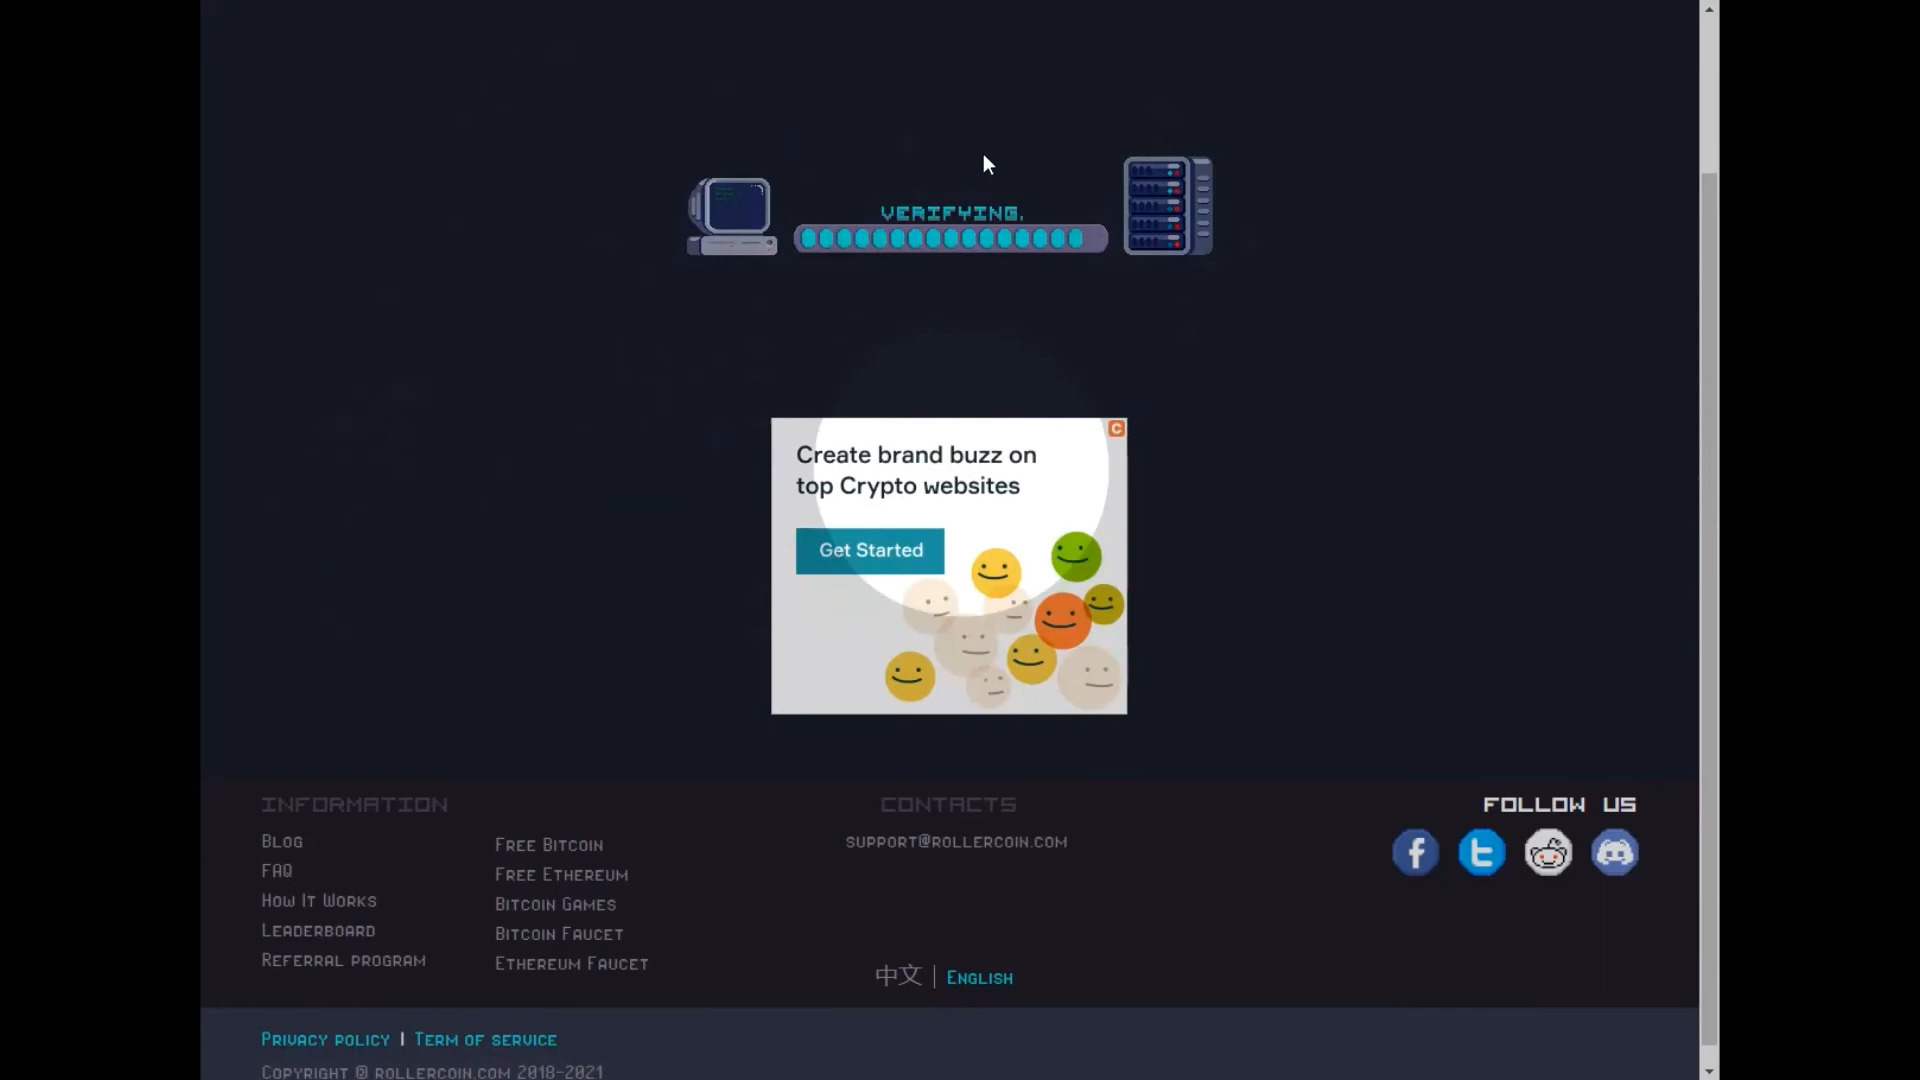 VERIFYING.
C
Create brand buzz on
top Crypto websites
Get Started
INFORMATION
BLOG
FAQ
HOW IT WORKS
LEADERBOARD
REFERRAL PROGRAM
FREE BITCOIN
FREE ETHEREUM
BITCOIN GAMES
BITCOIN FAUCET
ETHEREUM FAUCET
CONTACTS
SUPPORT@ROLLERCOIN.COM
中文 | ENGLISH
FOLLOW US
PRIVACY POLICY | TERM OF SERVICE
COPYRIGHT © ROLLERCOIN.COM 2018-2021